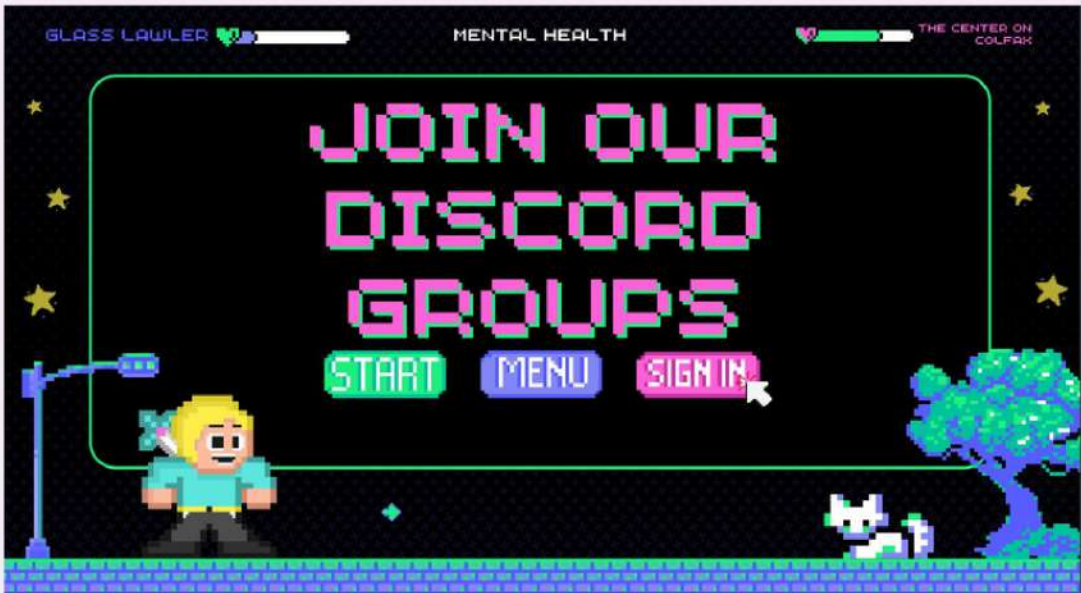 GLASS LAWLER
MENTAL HEALTH
THE CENTER ON
COLFAX
JOIN OUR
DISCORD
GROUPS
START MENU SIGN IN